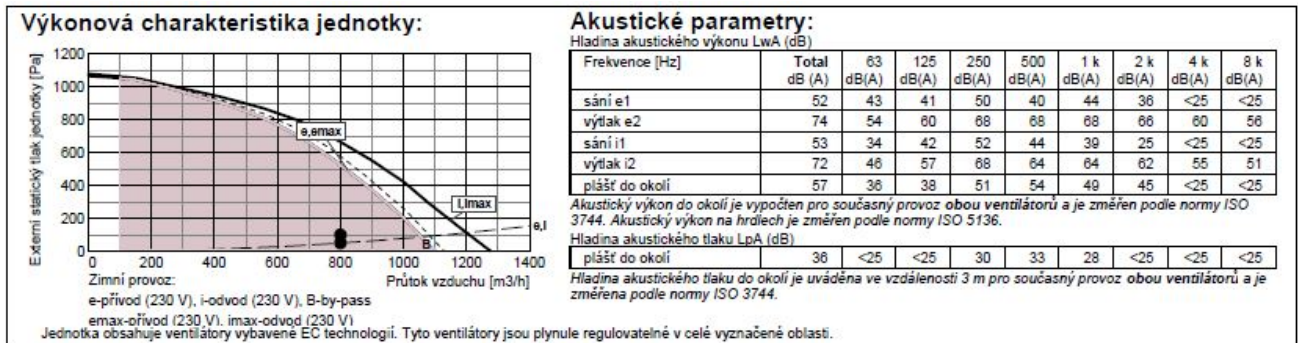 Výkonová charakteristika jednotky:
Externí statický tlak jednotky [Pa]
1200
1000
800
600
400
200
0
e,emax
i,imax
e,i
B
0 200 400 600 800 1000 1200 1400
Zimní provoz:
Průtok vzduchu [m3/h]
e-přívod (230 V), i-odvod (230 V), B-by-pass
emax-přívod (230 V), imax-odvod (230 V)
Akustické parametry:
Hladina akustického výkonu LwA (dB)
Frekvence [Hz] Total 63 125 250 500 1 k 2 k 4 k 8 k
dB (A) dB(A) dB(A) dB(A) dB(A) dB(A) dB(A) dB(A) dB(A)
sání e1 52 43 41 50 40 44 36 <25 <25
výtlak e2 74 54 60 68 68 68 66 60 56
sání i1 53 34 42 52 44 39 25 <25 <25
výtlak i2 72 46 57 68 64 64 62 55 51
plášť do okolí 57 36 38 51 54 49 45 <25 <25
Akustický výkon do okolí je vypočten pro současný provoz obou ventilátorů a je změřen podle normy ISO
3744. Akustický výkon na hrdlech je změřen podle normy ISO 5136.
Hladina akustického tlaku LpA (dB)
plášť do okolí 36 <25 <25 30 33 28 <25 <25 <25
Hladina akustického tlaku do okolí je uváděna ve vzdálenosti 3 m pro současný provoz obou ventilátorů a je
změřena podle normy ISO 3744.
Jednotka obsahuje ventilátory vybavené EC technologií. Tyto ventilátory jsou plynule regulovatelné v celé vyznačené oblasti.